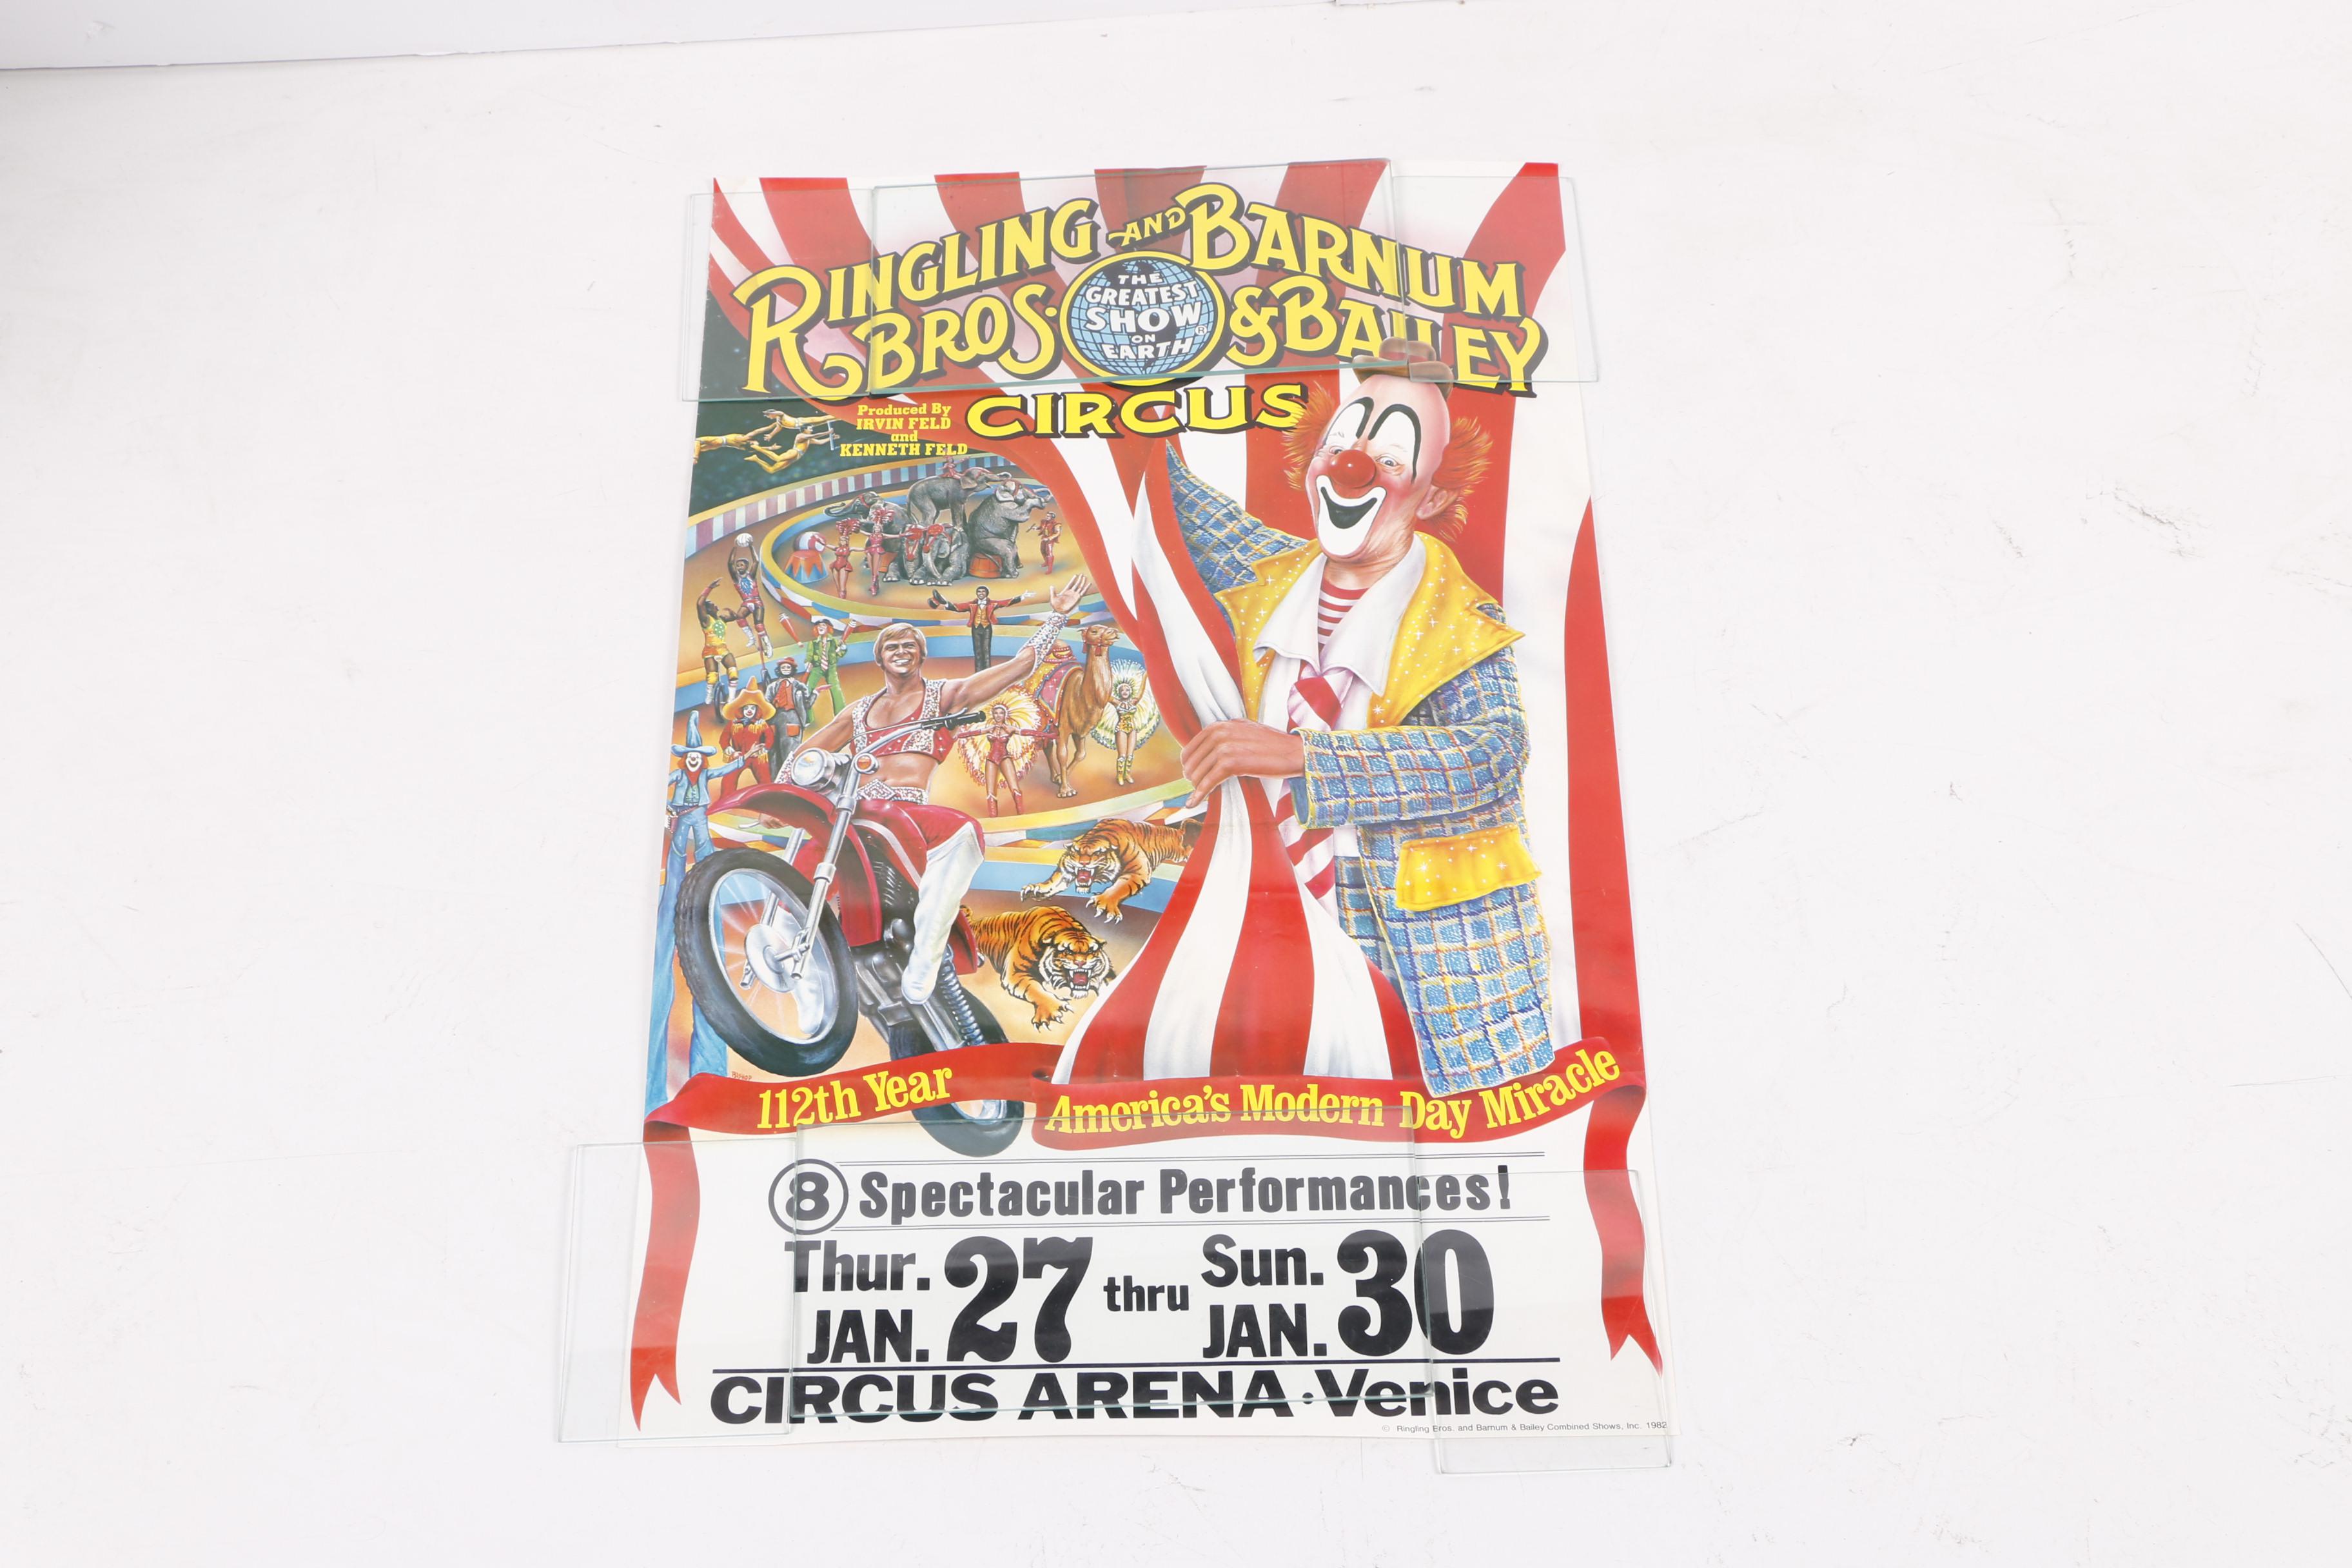 RINGLING AND BARNUM
BROS. & BAILEY
THE
GREATEST
SHOW
ON
EARTH
®
CIRCUS
Produced By
IRVIN FELD
and
KENNETH FELD
112th Year
America's Modern Day Miracle
8 Spectacular Performances!
Thur. JAN. 27 thru Sun. JAN. 30
CIRCUS ARENA • Venice
© Ringling Bros. and Barnum & Bailey Combined Shows, Inc. 1982